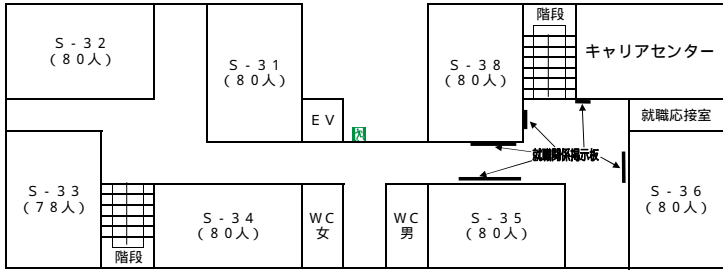 S-32
(80人)
S-31
(80人)
S-38
(80人)
階段
キャリアセンター
EV
就職応接室
就職関係掲示板
S-33
(78人)
階段
S-34
(80人)
WC
女
WC
男
S-35
(80人)
S-36
(80人)